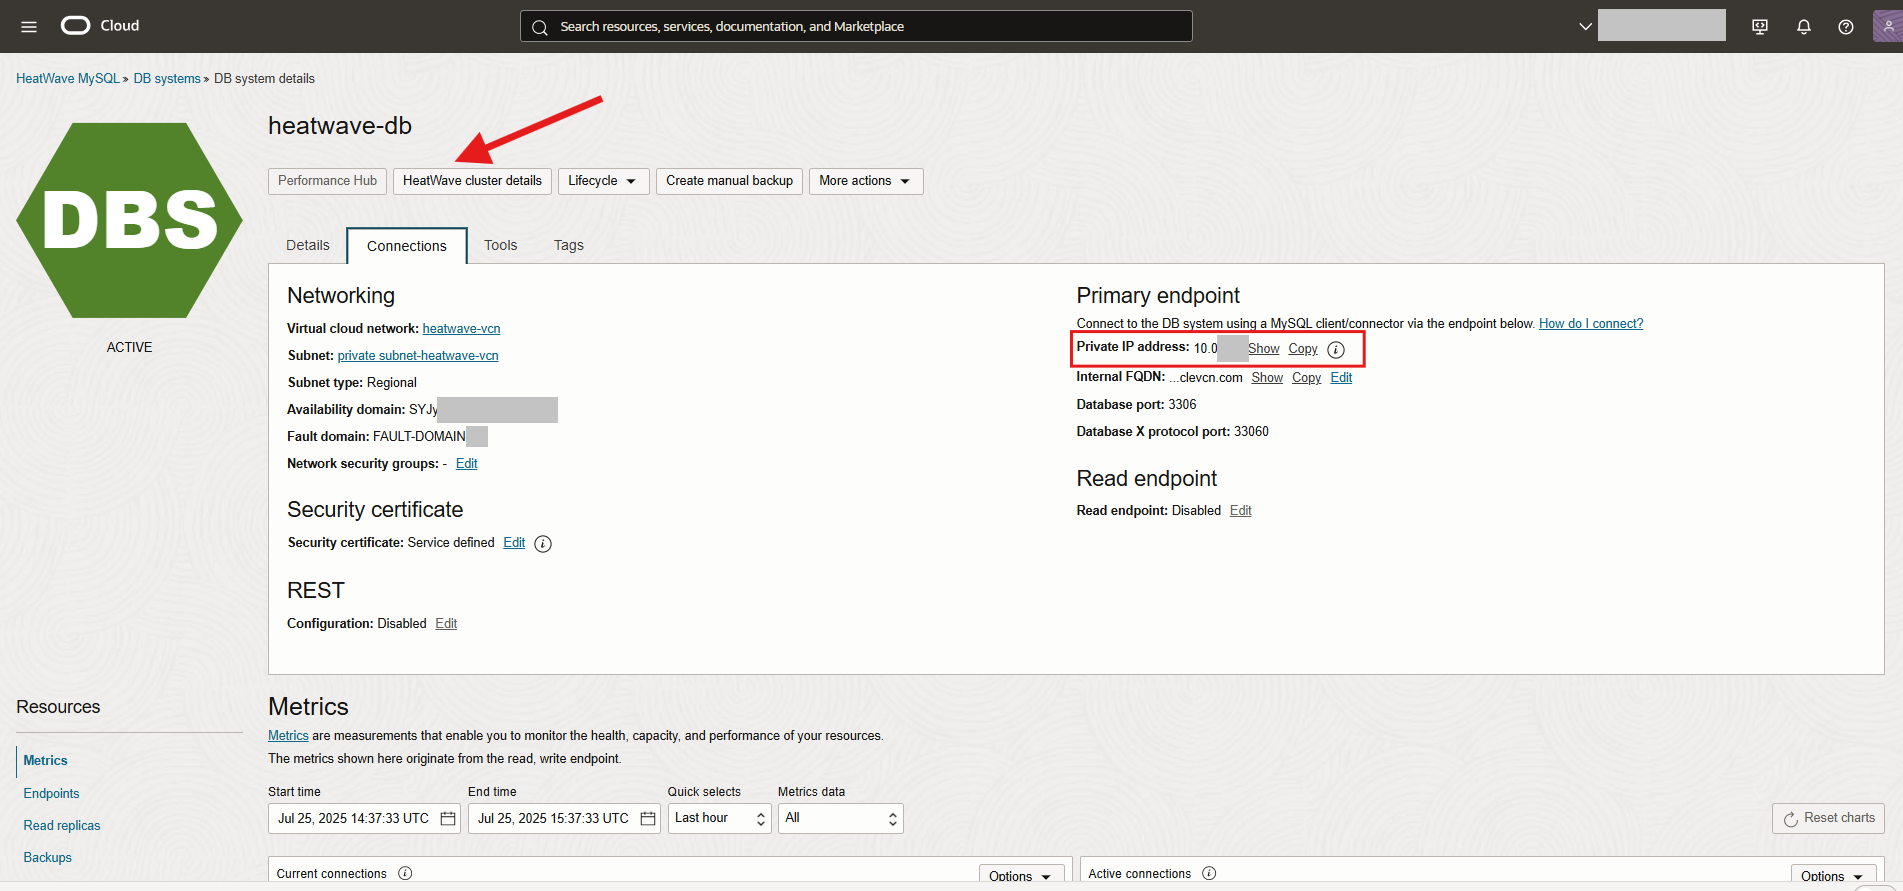 Cloud
Search resources, services, documentation, and Marketplace
HeatWave MySQL » DB systems » DB system details
DBS
ACTIVE
heatwave-db
Performance Hub
HeatWave cluster details
Lifecycle
Create manual backup
More actions
Details
Connections
Tools
Tags
Networking
Virtual cloud network: heatwave-vcn
Subnet: private subnet-heatwave-vcn
Subnet type: Regional
Availability domain: SYJy
Fault domain: FAULT-DOMAIN
Network security groups: - Edit
Security certificate
Security certificate: Service defined Edit
REST
Configuration: Disabled Edit
Primary endpoint
Connect to the DB system using a MySQL client/connector via the endpoint below. How do I connect?
Private IP address: 10.0 Show Copy
Internal FQDN: ...clevcn.com Show Copy Edit
Database port: 3306
Database X protocol port: 33060
Read endpoint
Read endpoint: Disabled Edit
Resources
Metrics
Endpoints
Read replicas
Backups
Metrics
Metrics are measurements that enable you to monitor the health, capacity, and performance of your resources.
The metrics shown here originate from the read, write endpoint.
Start time
Jul 25, 2025 14:37:33 UTC
End time
Jul 25, 2025 15:37:33 UTC
Quick selects
Last hour
Metrics data
All
Reset charts
Current connections
Options
Active connections
Options